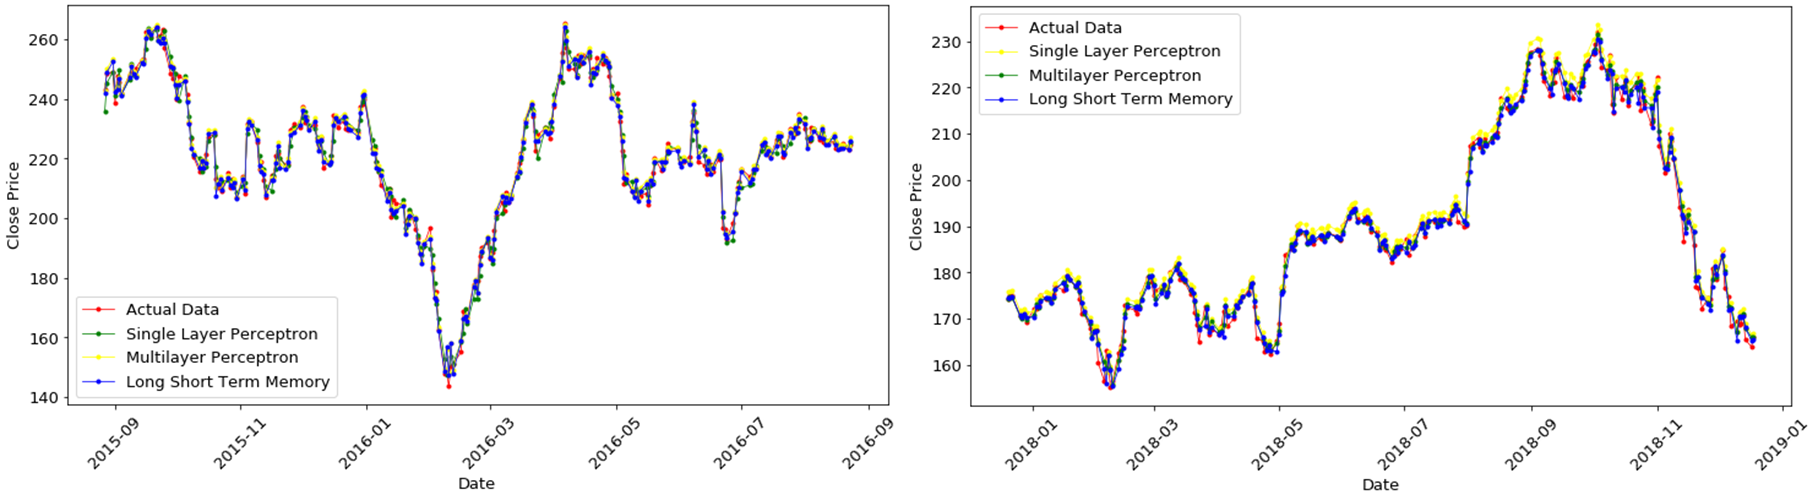 Close Price
260
240
220
200
180
160
140
Actual Data
Single Layer Perceptron
Multilayer Perceptron
Long Short Term Memory
2015-09
2015-11
2016-01
2016-03
2016-05
2016-07
2016-09
Date
Close Price
230
220
210
200
190
180
170
160
Actual Data
Single Layer Perceptron
Multilayer Perceptron
Long Short Term Memory
2018-01
2018-03
2018-05
2018-07
2018-09
2018-11
2019-01
Date